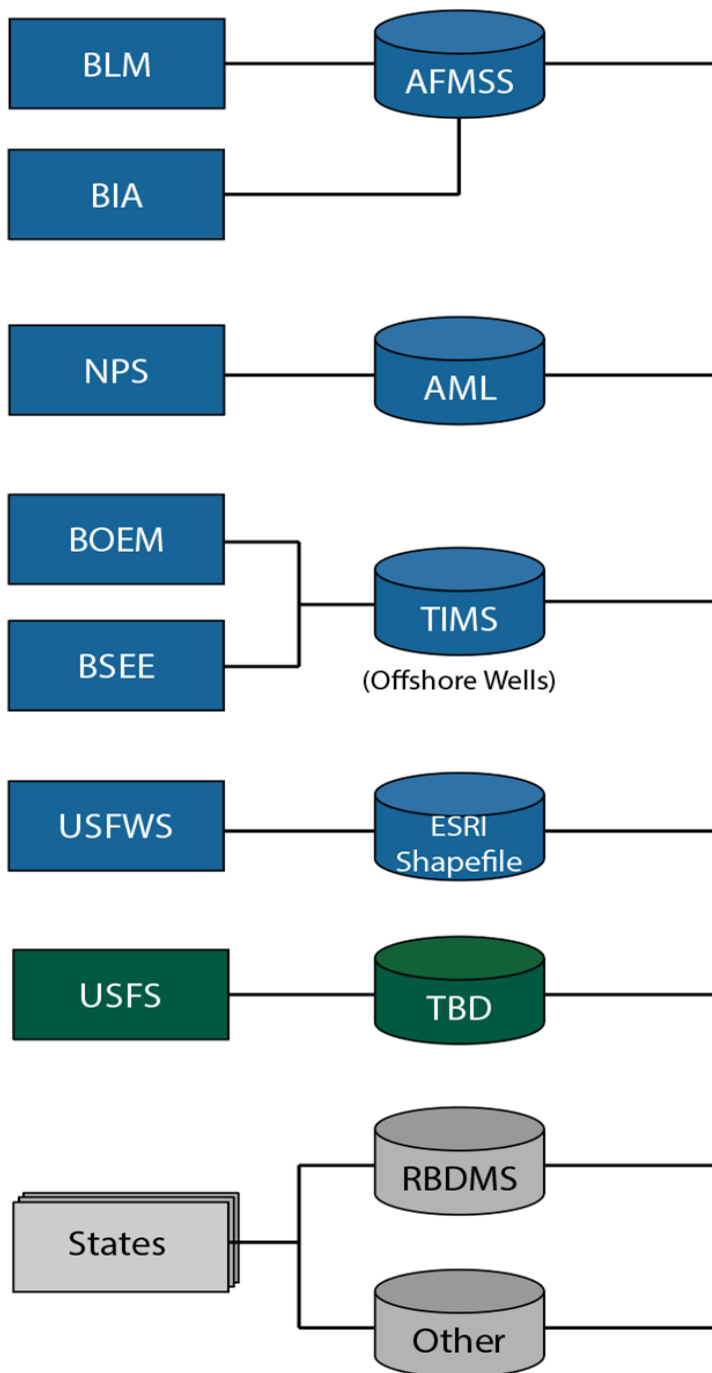 BLM
AFMSS
BIA
NPS
AML
BOEM
TIMS
BSEE
(Offshore Wells)
USFWS
ESRI
Shapefile
USFS
TBD
RBDMS
States
Other